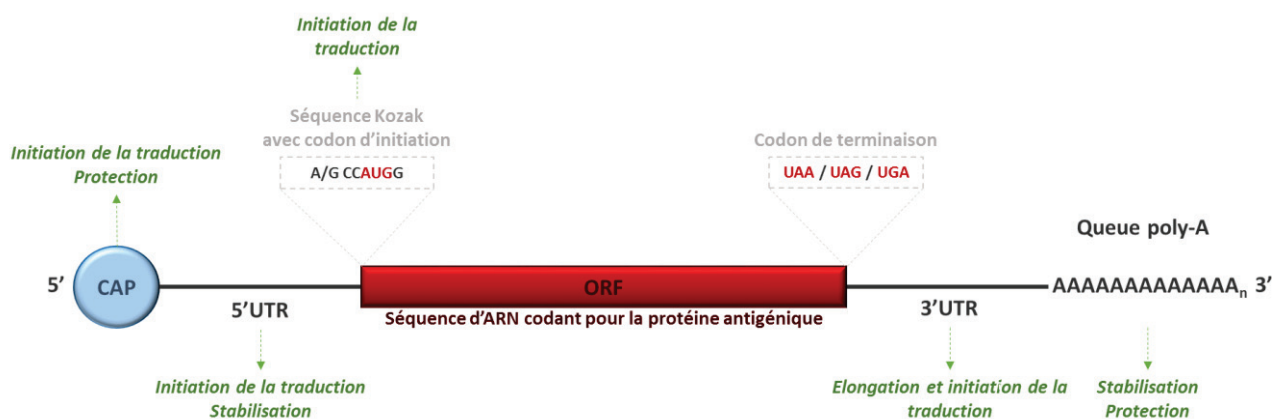 Initiation de la
traduction
Séquence Kozak
avec codon d'initiation
A/G CCAUGG
Codon de terminaison
UAA / UAG / UGA
Initiation de la traduction
Protection
Queue poly-A
5'
CAP
5'UTR
ORF
Séquence d'ARN codant pour la protéine antigénique
3'UTR
AAAAAAAAAAAAAAn 3'
Initiation de la traduction
Stabilisation
Elongation et initiation de la
traduction
Stabilisation
Protection